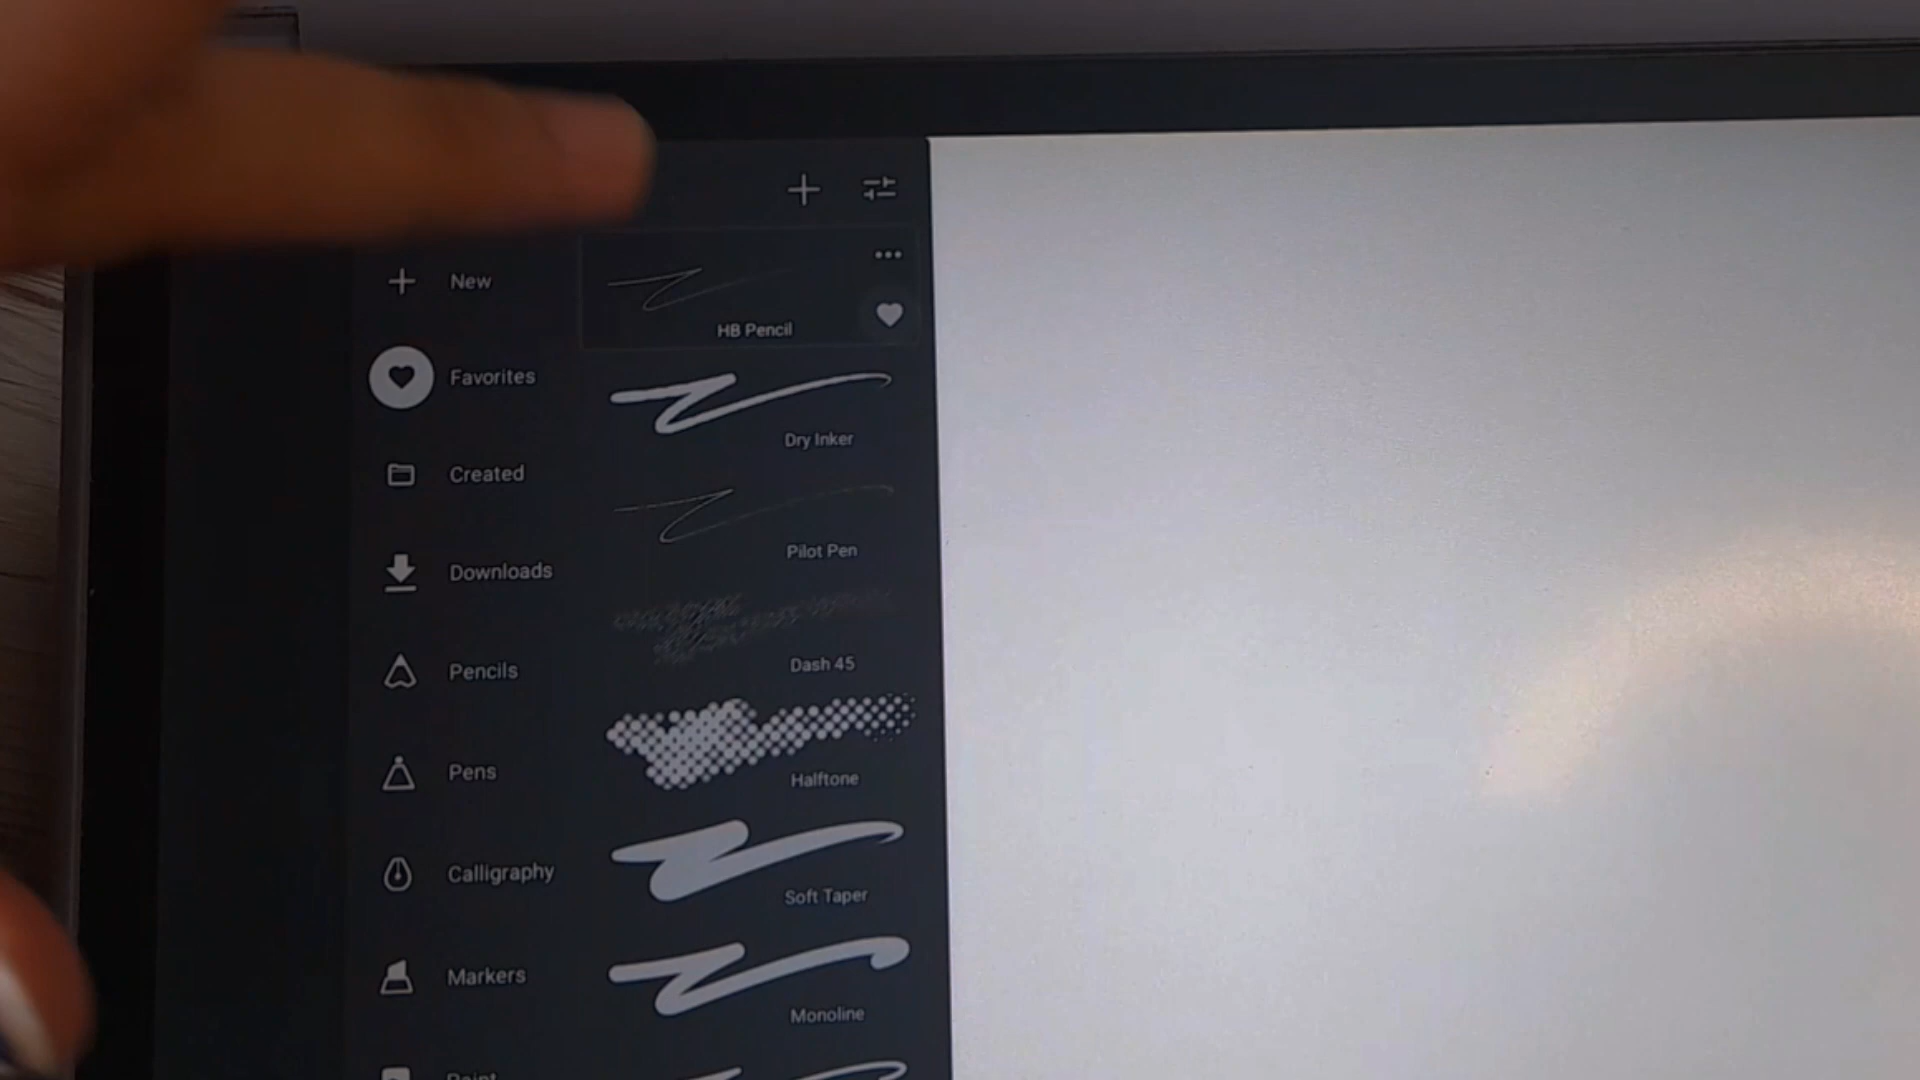 New
Favorites
Created
Downloads
Pencils
Pens
Calligraphy
Markers
HB Pencil
Dry Inker
Pilot Pen
Dash 45
Halftone
Soft Taper
Monoline